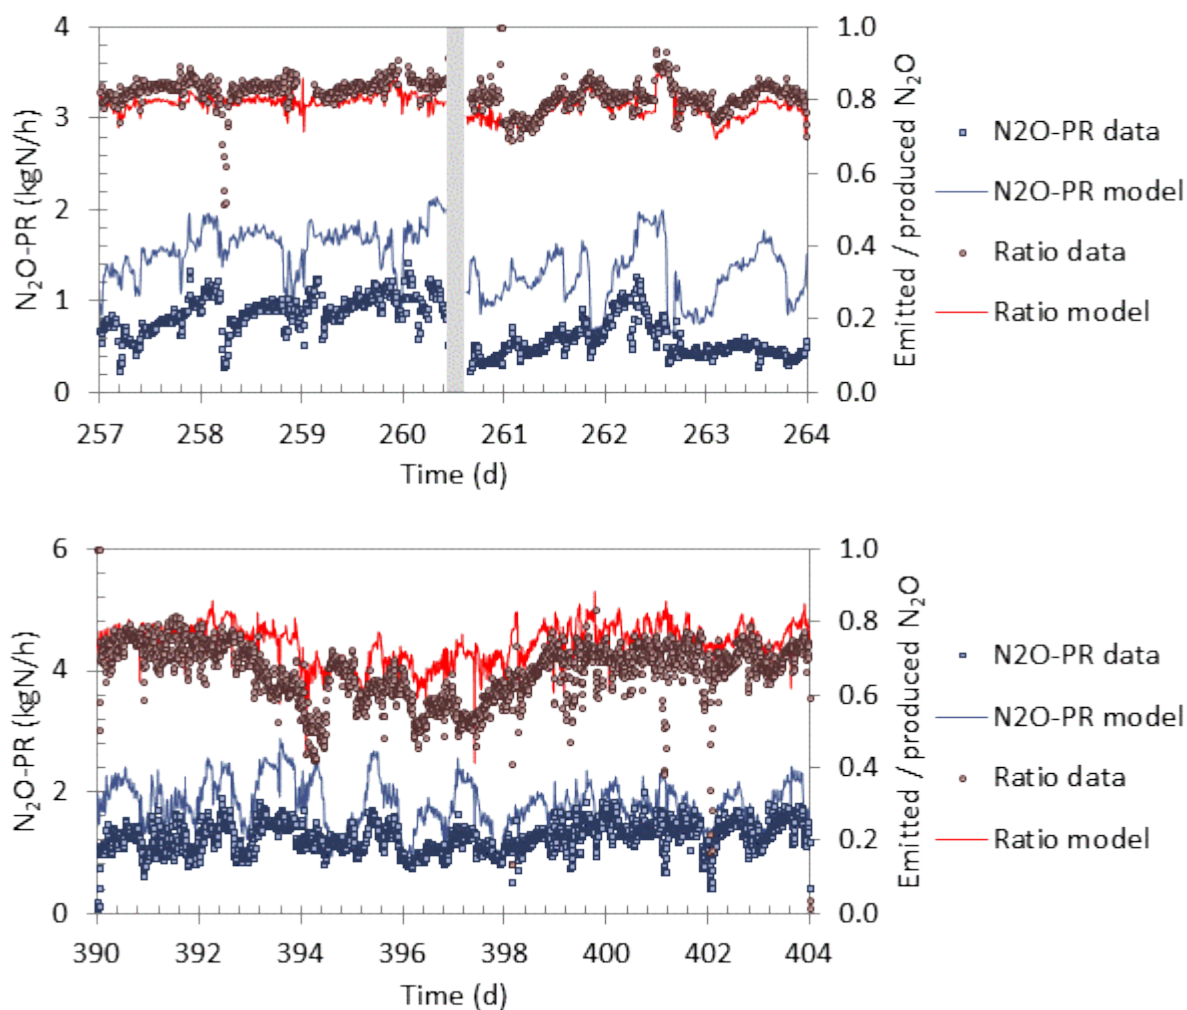 N₂O-PR (kgN/h)
4
3
2
1
0
257 258 259 260 261 262 263 264
Time (d)
1.0
0.8
0.6
0.4
0.2
0.0
Emitted / produced N₂O
N2O-PR data
N2O-PR model
Ratio data
Ratio model
N₂O-PR (kgN/h)
6
4
2
0
390 392 394 396 398 400 402 404
Time (d)
1.0
0.8
0.6
0.4
0.2
0.0
Emitted / produced N₂O
N2O-PR data
N2O-PR model
Ratio data
Ratio model